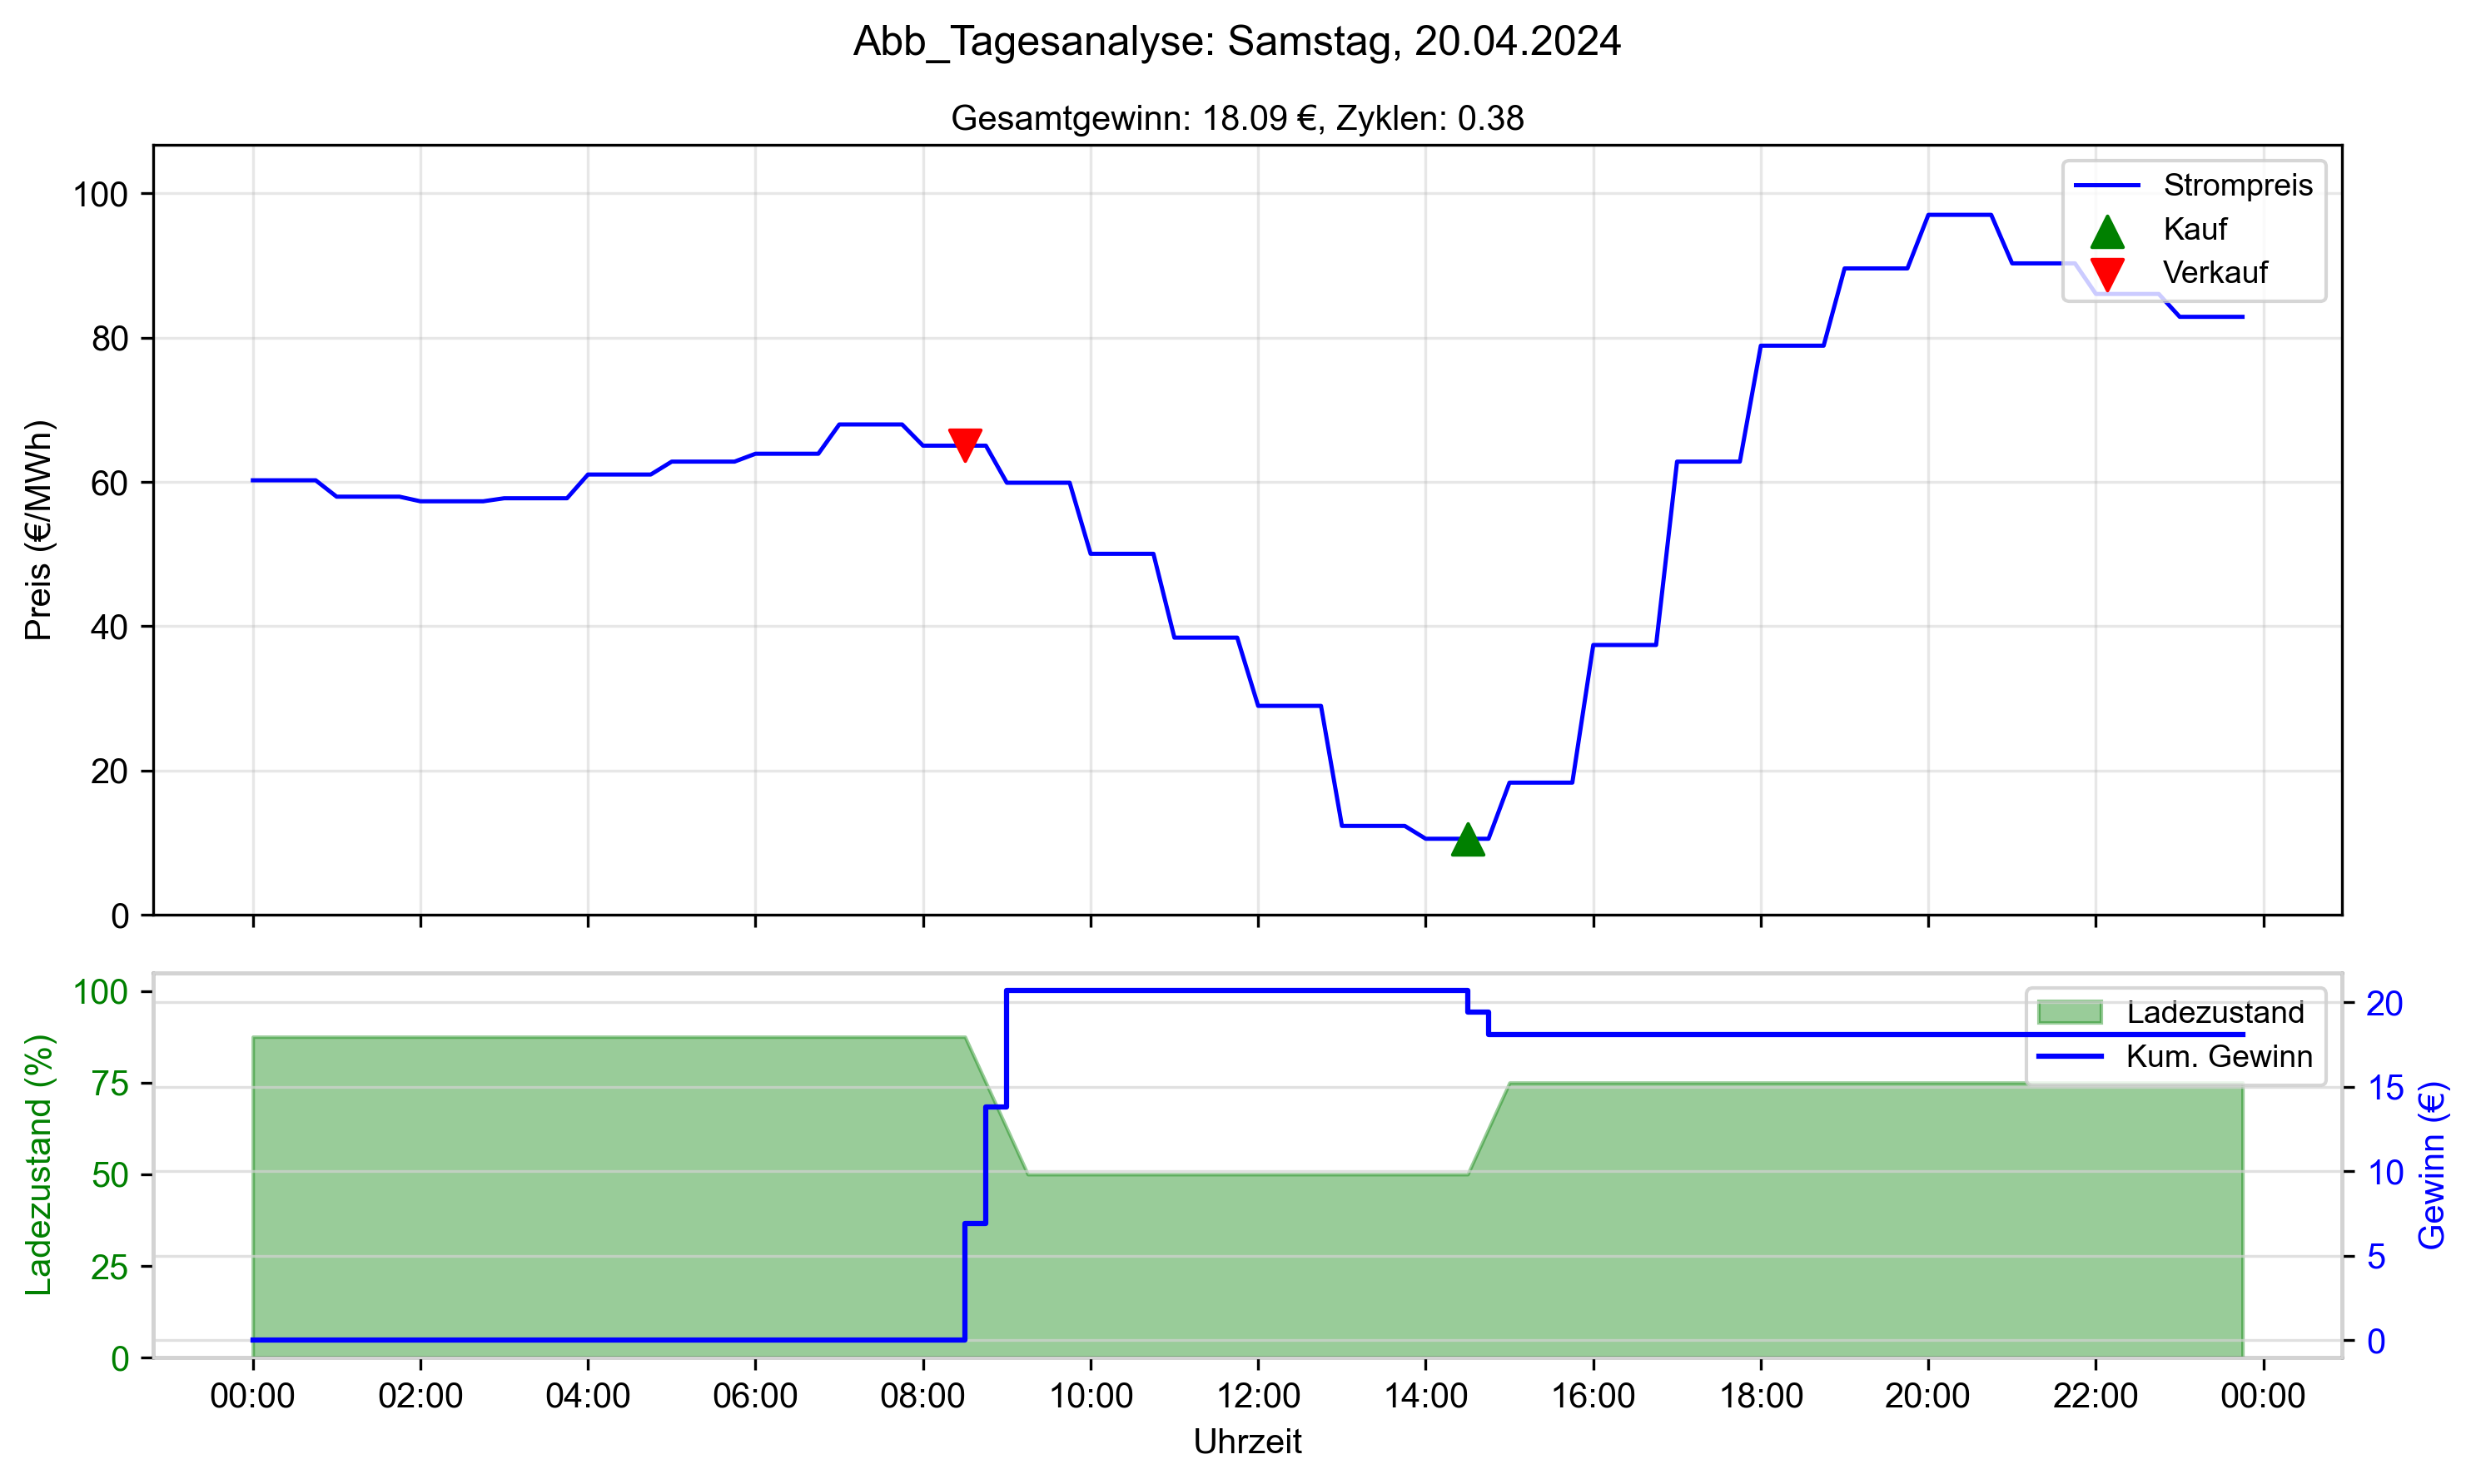 Abb_Tagesanalyse: Samstag, 20.04.2024
Gesamtgewinn: 18.09 €, Zyklen: 0.38
Preis (€/MWh)
100
80
60
40
20
0
Strompreis
Kauf
Verkauf
Ladezustand (%)
100
75
50
25
0
Ladezustand
Kum. Gewinn
20
15
10
5
0
Gewinn (€)
00:00 02:00 04:00 06:00 08:00 10:00 12:00 14:00 16:00 18:00 20:00 22:00 00:00
Uhrzeit